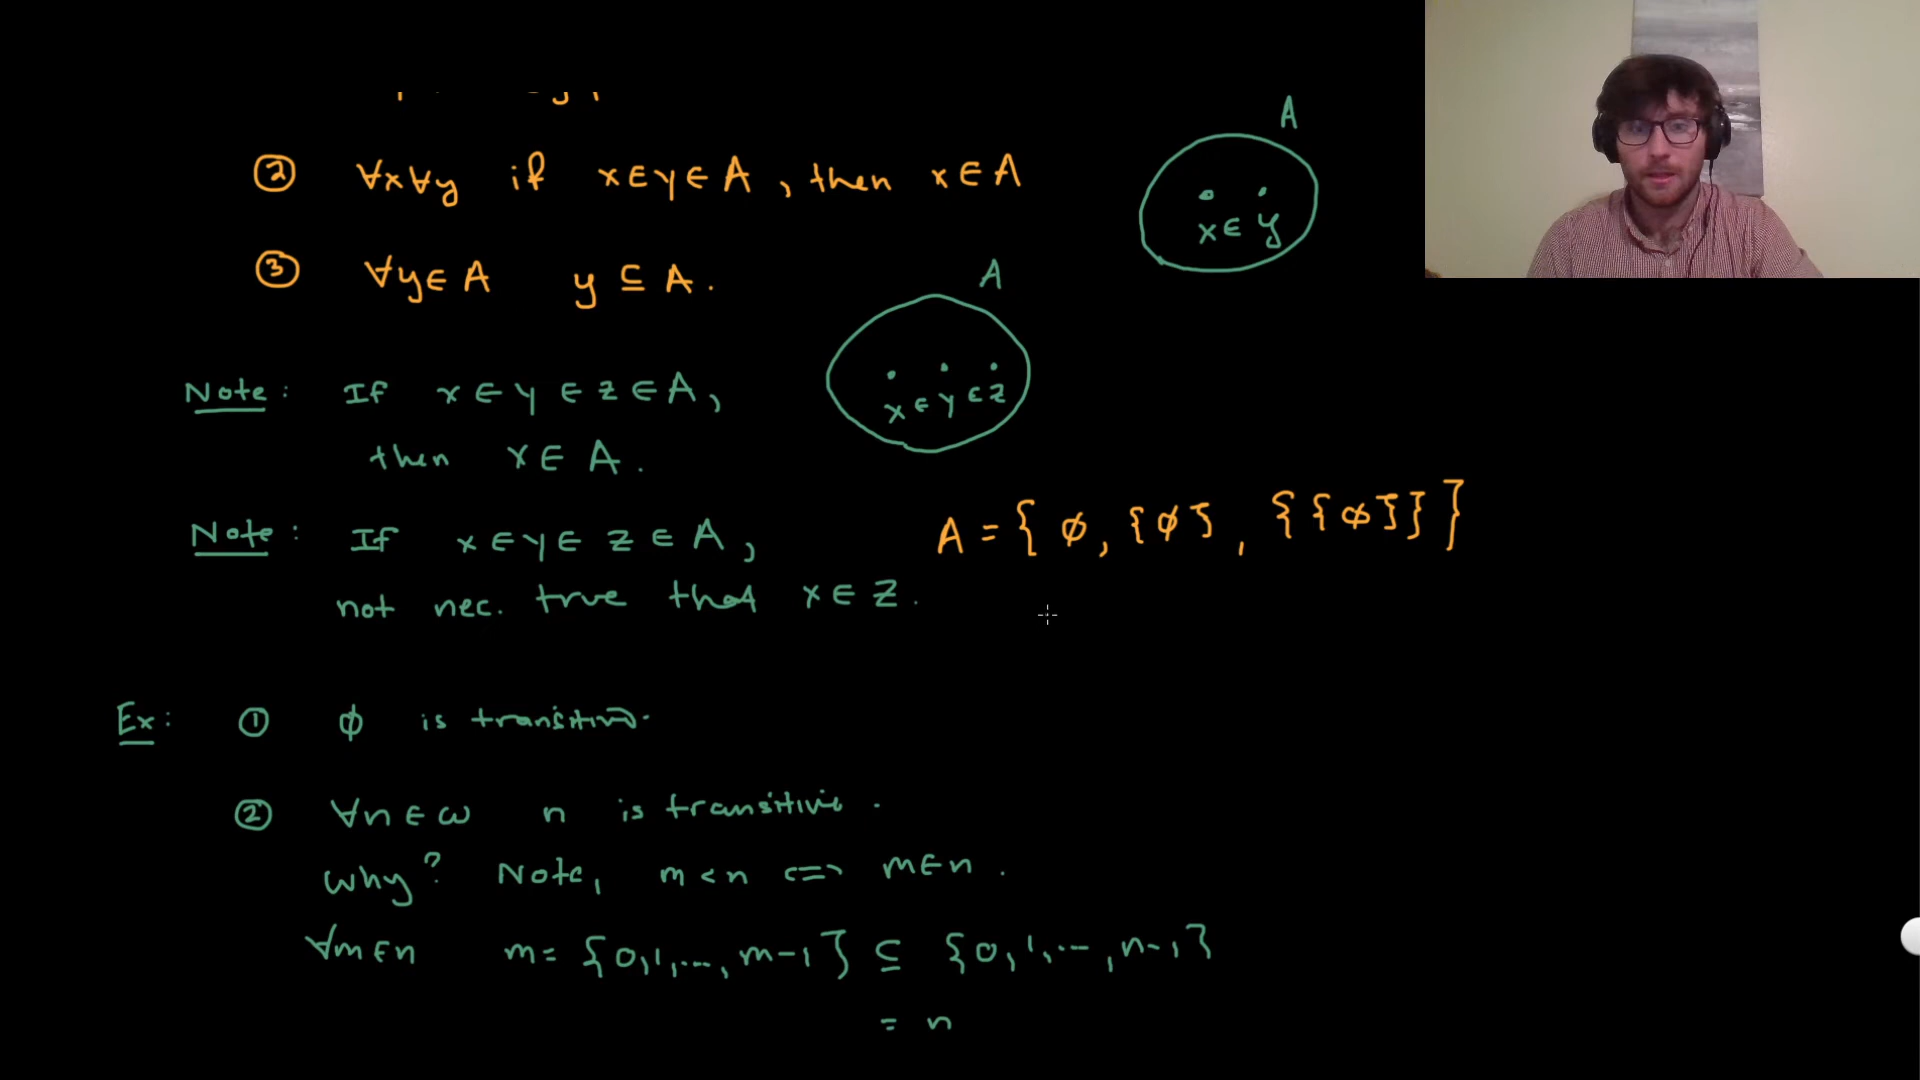 ② ∀x∀y if x∈y∈A, then x∈A
A
x∈y
③ ∀y∈A y ⊆ A.
A
x∈y∈z
Note: If x∈y∈z∈A,
then x∈A.
A = { ∅, {∅}, {{∅}} }
Note: If x∈y∈z∈A,
not nec. true that x∈z.
Ex: ① ∅ is transitive.
② ∀n∈ω n is transitive.
Why? Note, m<n <=> m∈n.
∀m∈n m= {0,1,...,m-1} ⊆ {0,1,...,n-1}
= n